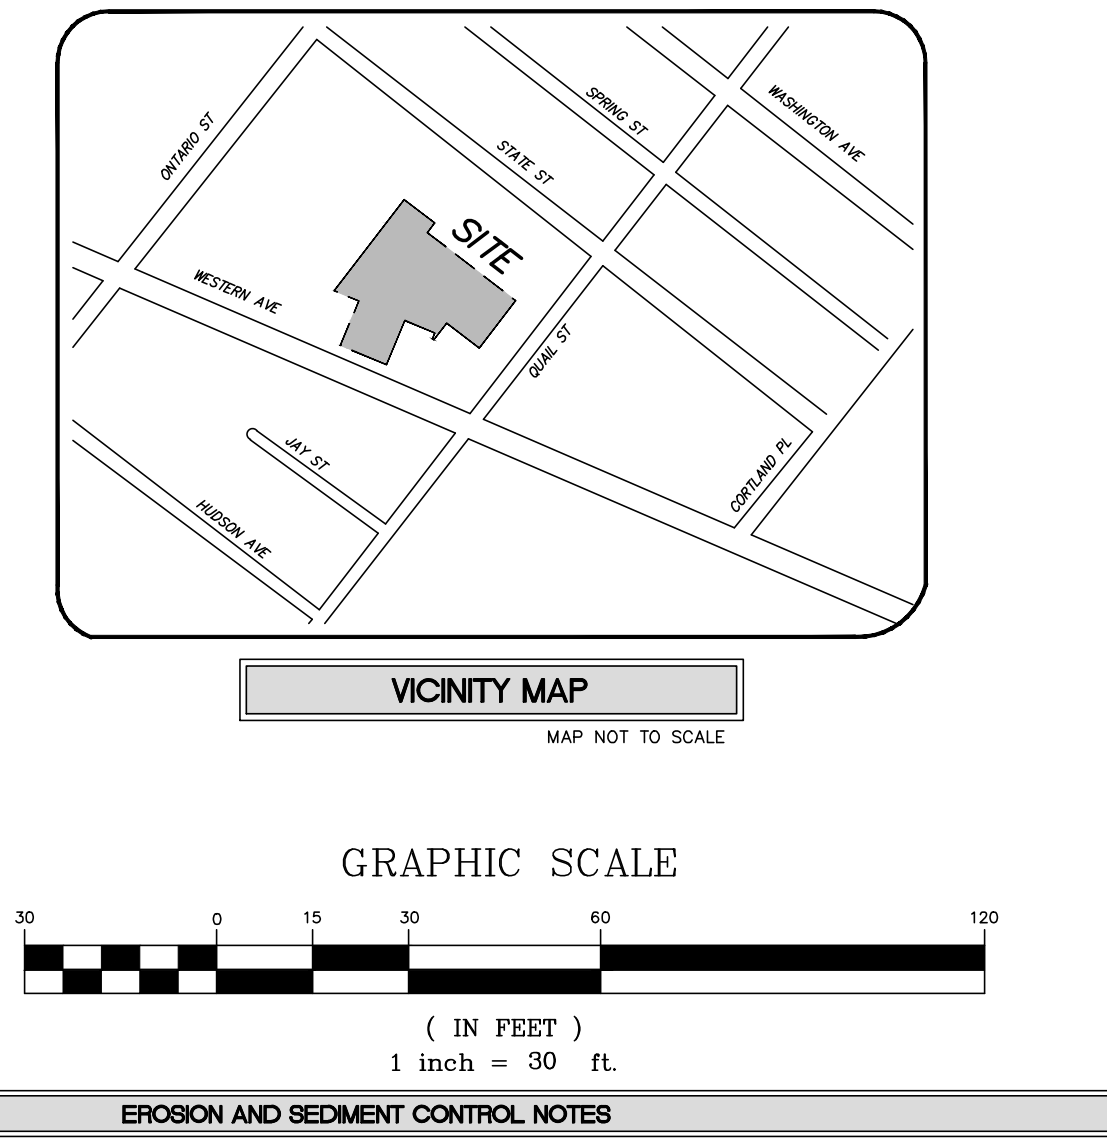 WASHINGTON AVE
SPRING ST
ONTARIO ST
STATE ST
SITE
WESTERN AVE
QUAIL ST
JAY ST
CORTLAND PL
HUDSON AVE
VICINITY MAP
MAP NOT TO SCALE
GRAPHIC SCALE
30 0 15 30 60 120
( IN FEET )
1 inch = 30 ft.
EROSION AND SEDIMENT CONTROL NOTES